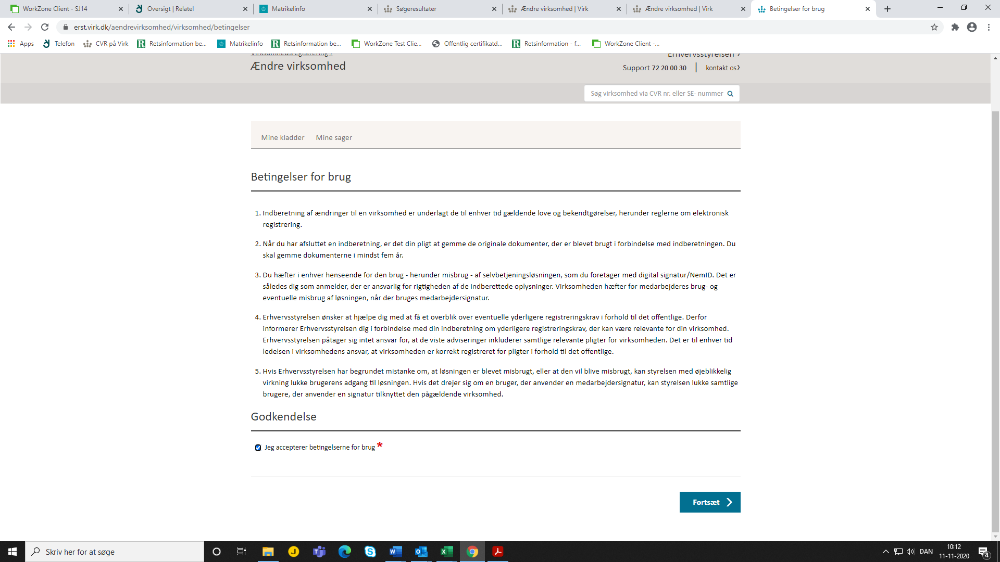 WorkZone Client - SJ14
Oversigt | Relatel
Matrikelinfo
Søgeresultater
Ændre virksomhed | Virk
Ændre virksomhed | Virk
Betingelser for brug
erst.virk.dk/aendrevirksomhed/virksomhed/betingelser
Apps
Telefon
CVR på Virk
Retsinformation be...
Matrikelinfo
Retsinformation be...
WorkZone Test Clie...
Offentlig certifikatd...
Retsinformation - f...
WorkZone Client -...
Virksomhedsregistrering ›
Erhvervsstyrelsen ›
Ændre virksomhed
Support 72 20 00 30 | kontakt os›
Søg virksomhed via CVR nr. eller SE- nummer
Mine kladder Mine sager
Betingelser for brug
1. Indberetning af ændringer til en virksomhed er underlagt de til enhver tid gældende love og bekendtgørelser, herunder reglerne om elektronisk
registrering.
2. Når du har afsluttet en indberetning, er det din pligt at gemme de originale dokumenter, der er blevet brugt i forbindelse med indberetningen. Du
skal gemme dokumenterne i mindst fem år.
3. Du hæfter i enhver henseende for den brug - herunder misbrug - af selvbetjeningsløsningen, som du foretager med digital signatur/NemID. Det er
således dig som anmelder, der er ansvarlig for rigtigheden af de indberettede oplysninger. Virksomheden hæfter for medarbejderes brug- og
eventuelle misbrug af løsningen, når der bruges medarbejdersignatur.
4. Erhvervsstyrelsen ønsker at hjælpe dig med at få et overblik over eventuelle yderligere registreringskrav i forhold til det offentlige. Derfor
informerer Erhvervsstyrelsen dig i forbindelse med din indberetning om yderligere registreringskrav, der kan være relevante for din virksomhed.
Erhvervsstyrelsen påtager sig intet ansvar for, at de viste adviseringer inkluderer samtlige relevante pligter for virksomheden. Det er til enhver tid
ledelsen i virksomhedens ansvar, at virksomheden er korrekt registreret for pligter i forhold til det offentlige.
5. Hvis Erhvervsstyrelsen har begrundet mistanke om, at løsningen er blevet misbrugt, eller at den vil blive misbrugt, kan styrelsen med øjeblikkelig
virkning lukke brugerens adgang til løsningen. Hvis det drejer sig om en bruger, der anvender en medarbejdersignatur, kan styrelsen lukke samtlige
brugere, der anvender en signatur tilknyttet den pågældende virksomhed.
Godkendelse
Jeg accepterer betingelserne for brug *
Fortsæt
Skriv her for at søge
DAN
10:12
11-11-2020
4